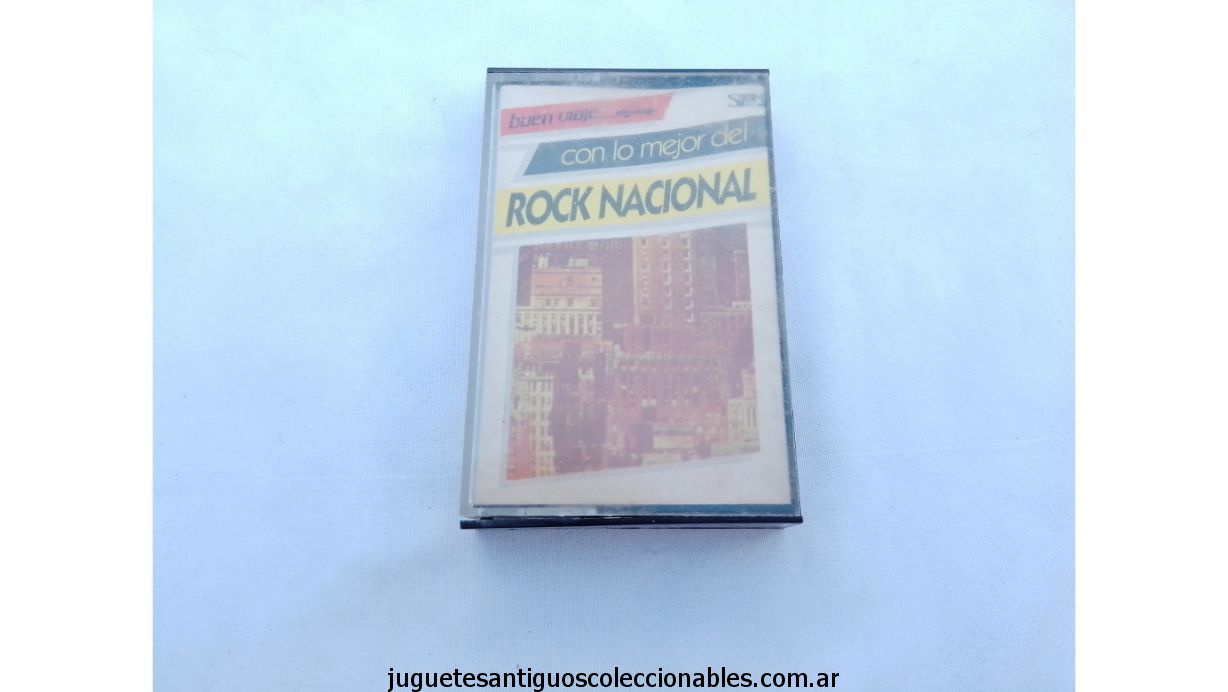 buen viaje...
con lo mejor del
ROCK NACIONAL
juguetesantiguoscoleccionables.com.ar